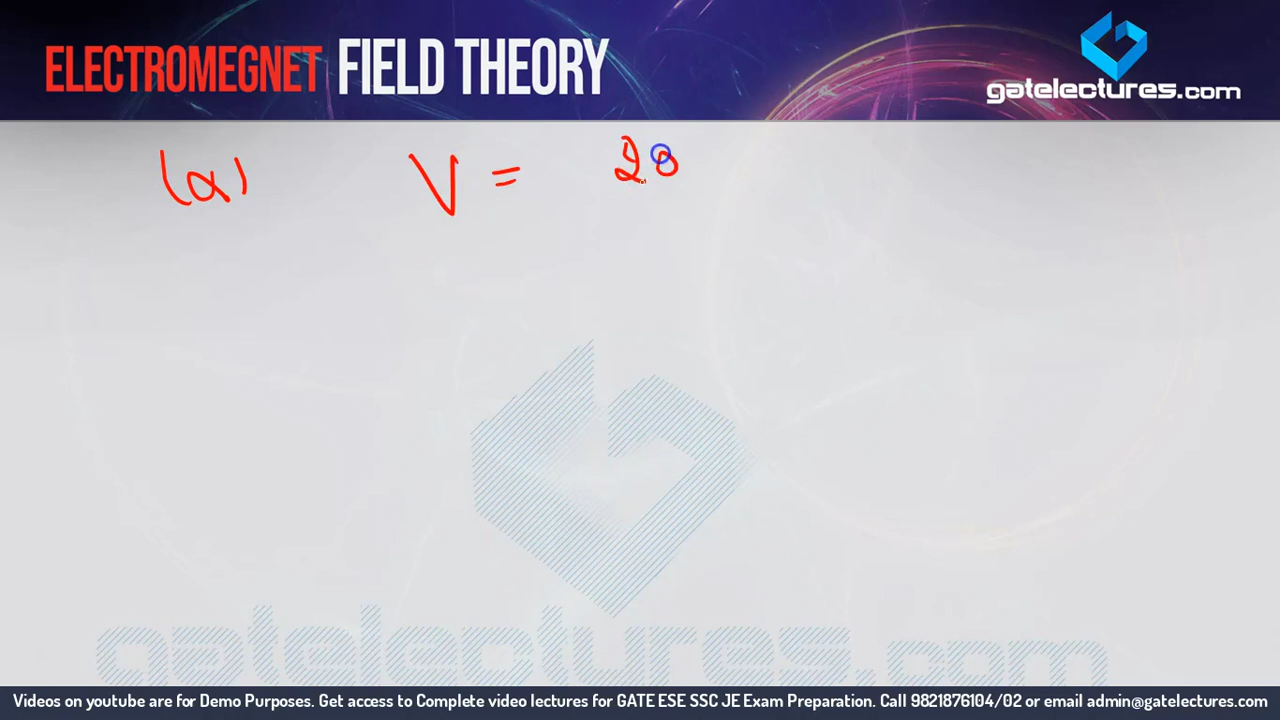 ELECTROMEGNET FIELD THEORY
gatelectures.com
(a) V = 20
gatelectures.com
Videos on youtube are for Demo Purposes. Get access to Complete video lectures for GATE ESE SSC JE Exam Preparation. Call 9821876104/02 or email admin@gatelectures.com